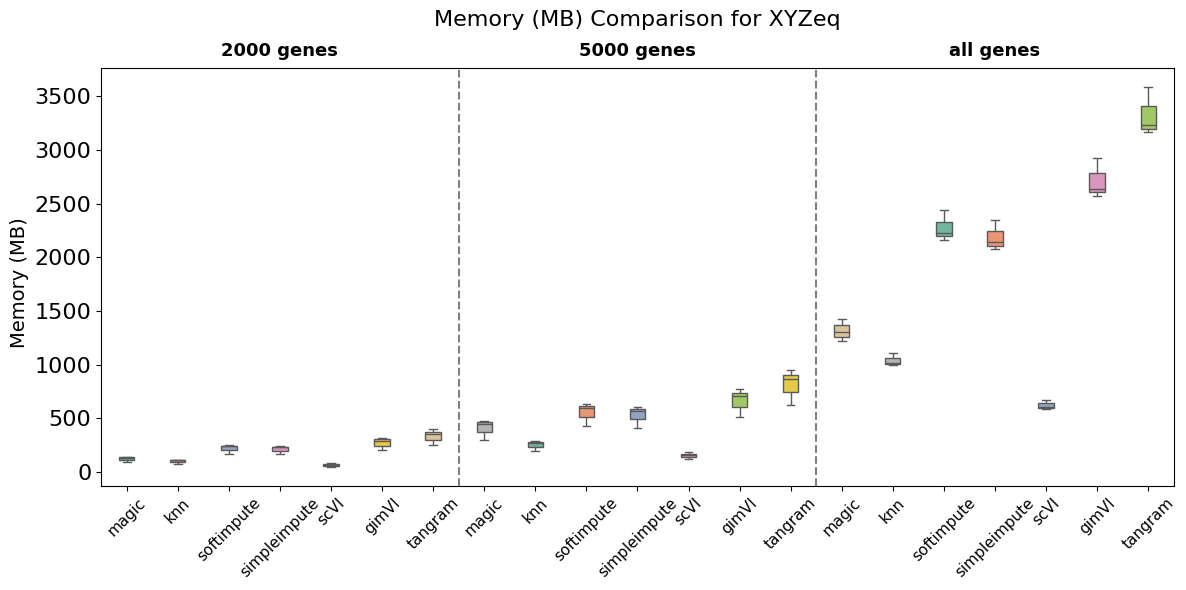 Memory (MB) Comparison for XYZeq
2000 genes
5000 genes
all genes
Memory (MB)
3500
3000
2500
2000
1500
1000
500
0
magic
knn
softimpute
simpleimpute
scVI
gimVI
tangram
magic
knn
softimpute
simpleimpute
scVI
gimVI
tangram
magic
knn
softimpute
simpleimpute
scVI
gimVI
tangram